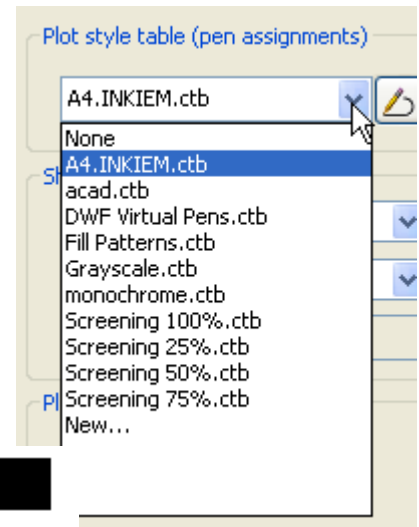 Plot style table (pen assignments)
A4.INKIEM.ctb
None
A4.INKIEM.ctb
acad.ctb
DWF Virtual Pens.ctb
Fill Patterns.ctb
Grayscale.ctb
monochrome.ctb
Screening 100%.ctb
Screening 25%.ctb
Screening 50%.ctb
Screening 75%.ctb
New...